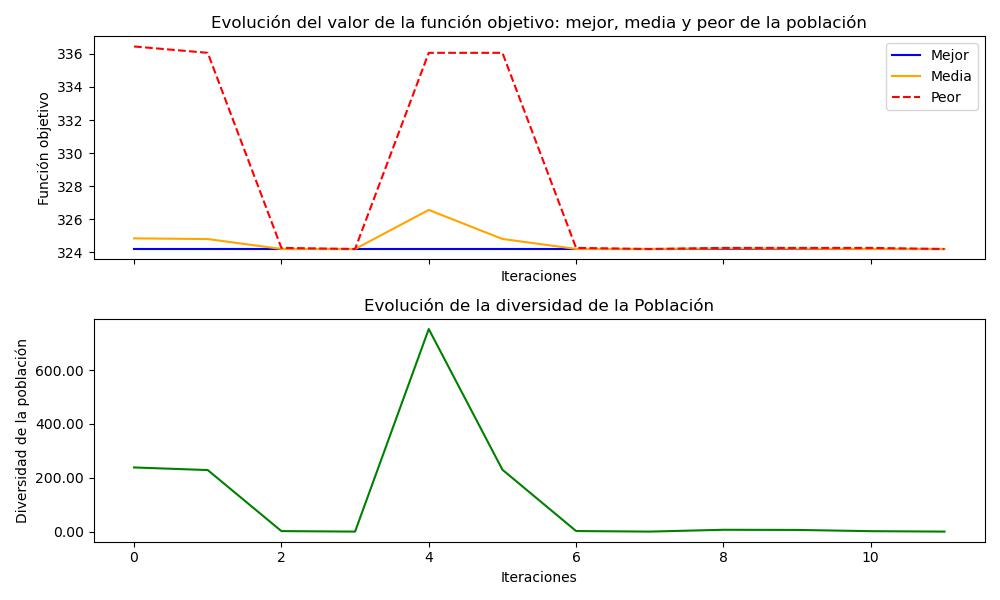 Evolución del valor de la función objetivo: mejor, media y peor de la población
Función objetivo
336
334
332
330
328
326
324
Mejor
Media
Peor
Iteraciones
Evolución de la diversidad de la Población
Diversidad de la población
600.00
400.00
200.00
0.00
0 2 4 6 8 10
Iteraciones